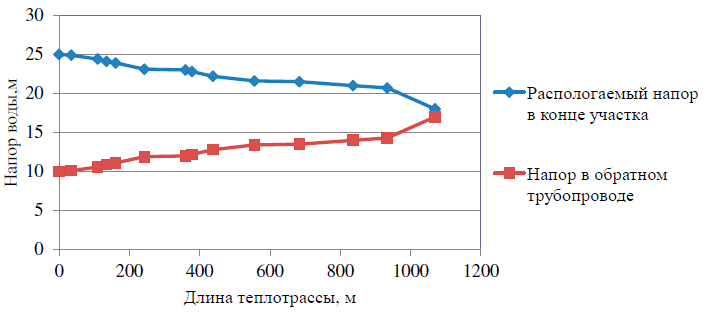 30
25
20
15
10
5
0
0 200 400 600 800 1000 1200
Напор воды,м
Длина теплотрассы, м
Распологаемый напор
в конце участка
Напор в обратном
трубопроводе